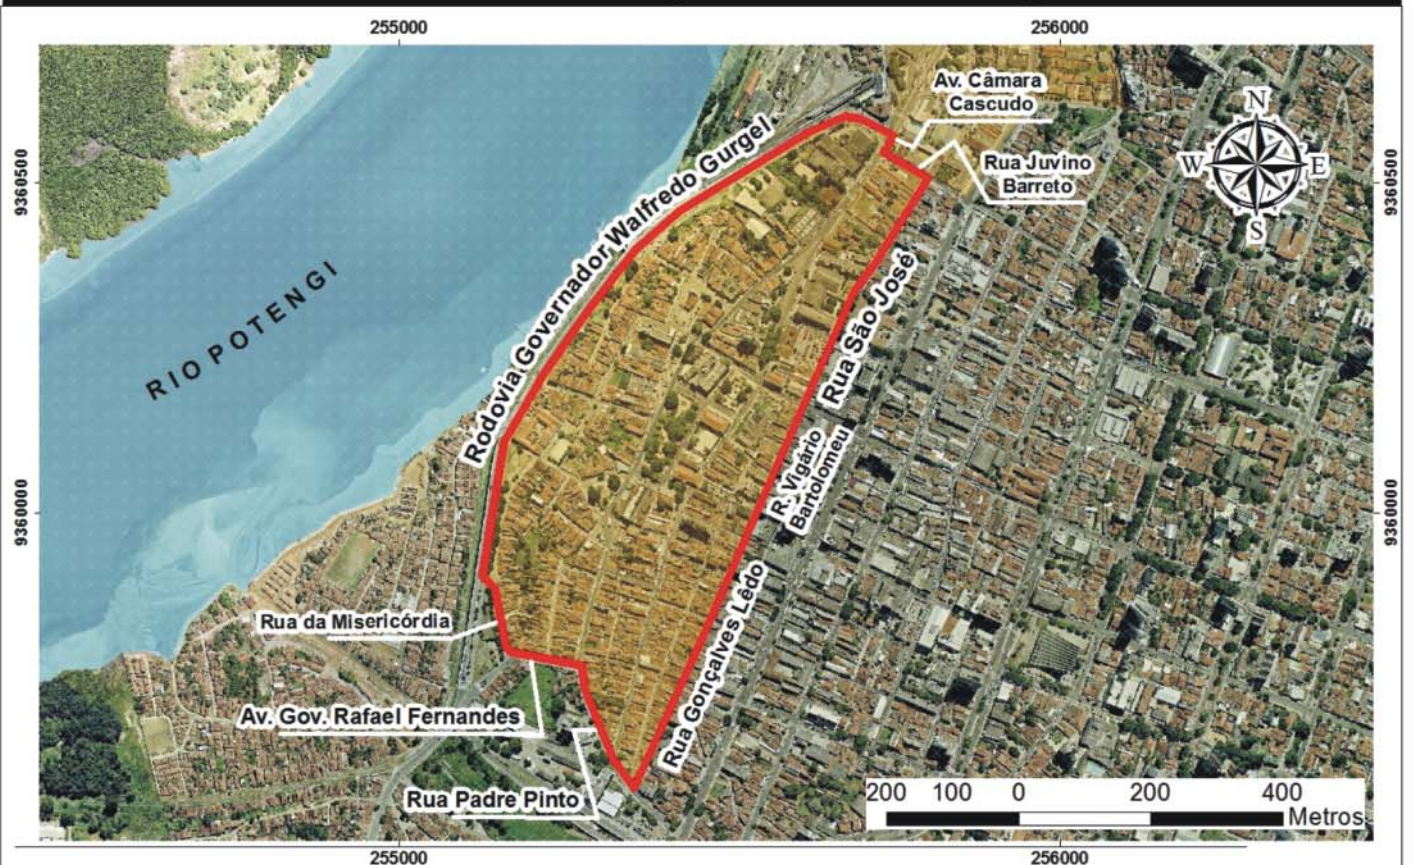 255000
256000
Av. Câmara
Cascudo
N
W
E
S
Rua Juvino
Barreto
9360500
9360500
Rodovia Governador Walfredo Gurgel
RIO POTENGI
Rua São José
R. Vigário
Bartolomeu
9360000
9360000
Rua Gonçalves Lêdo
Rua da Misericórdia
Av. Gov. Rafael Fernandes
Rua Padre Pinto
200 100 0 200 400
Metros
255000
256000